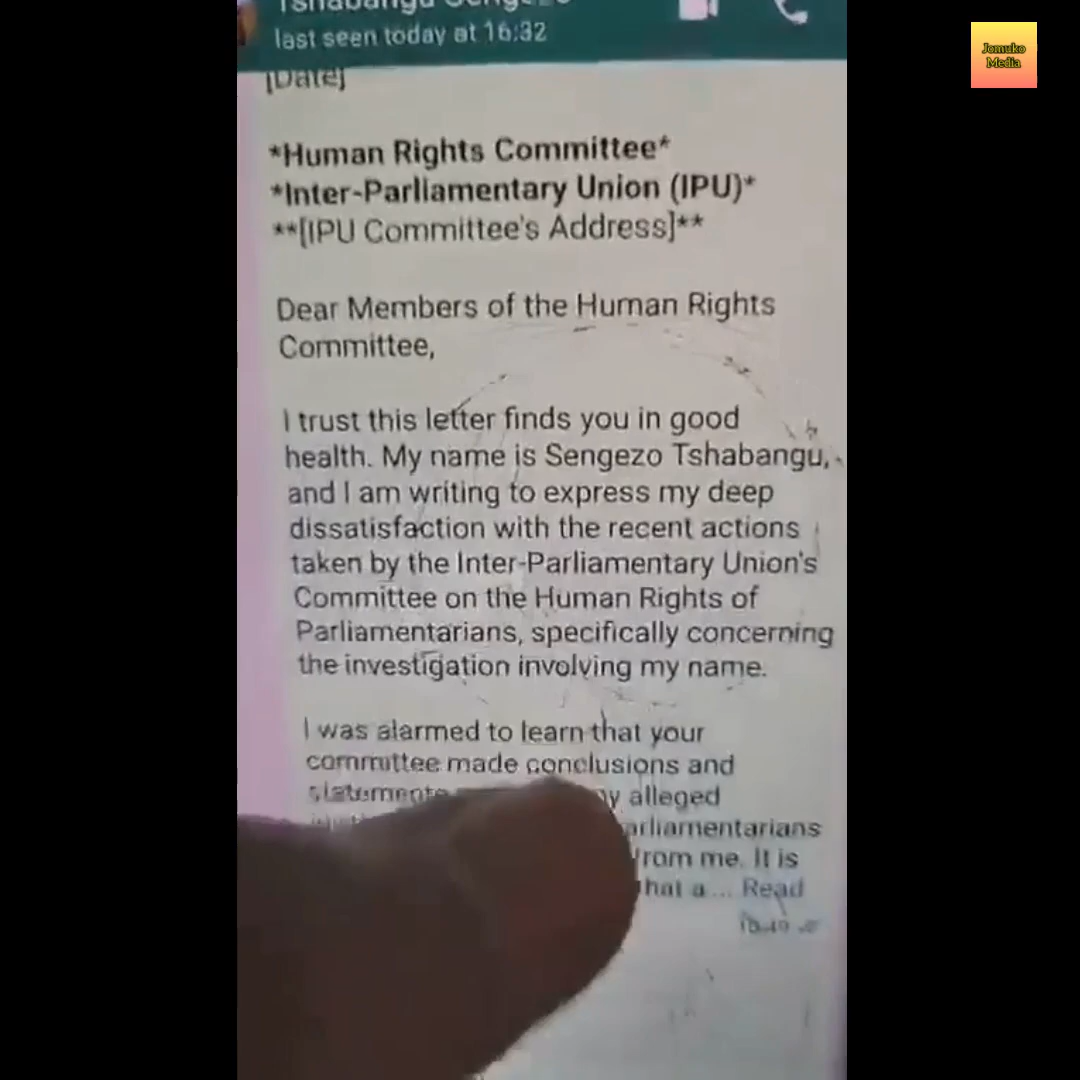 last seen today at 16:32
Jomuko
Media
[Date]
*Human Rights Committee*
*Inter-Parliamentary Union (IPU)*
**[IPU Committee's Address]**
Dear Members of the Human Rights
Committee,
I trust this letter finds you in good
health. My name is Sengezo Tshabangu,
and I am writing to express my deep
dissatisfaction with the recent actions
taken by the Inter-Parliamentary Union's
Committee on the Human Rights of
Parliamentarians, specifically concerning
the investigation involving my name.
I was alarmed to learn that your
committee made conclusions and
statements alleged
from me. It is
a... Read